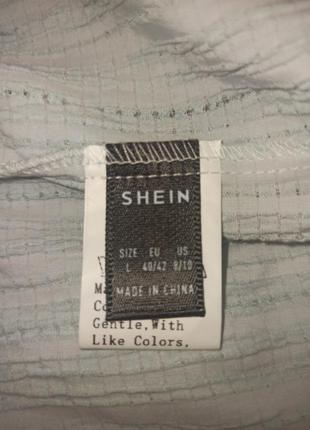 SHEIN
SIZE EU US
L 40/42 8/10
MADE IN CHINA
Gentle,With
Like Colors,